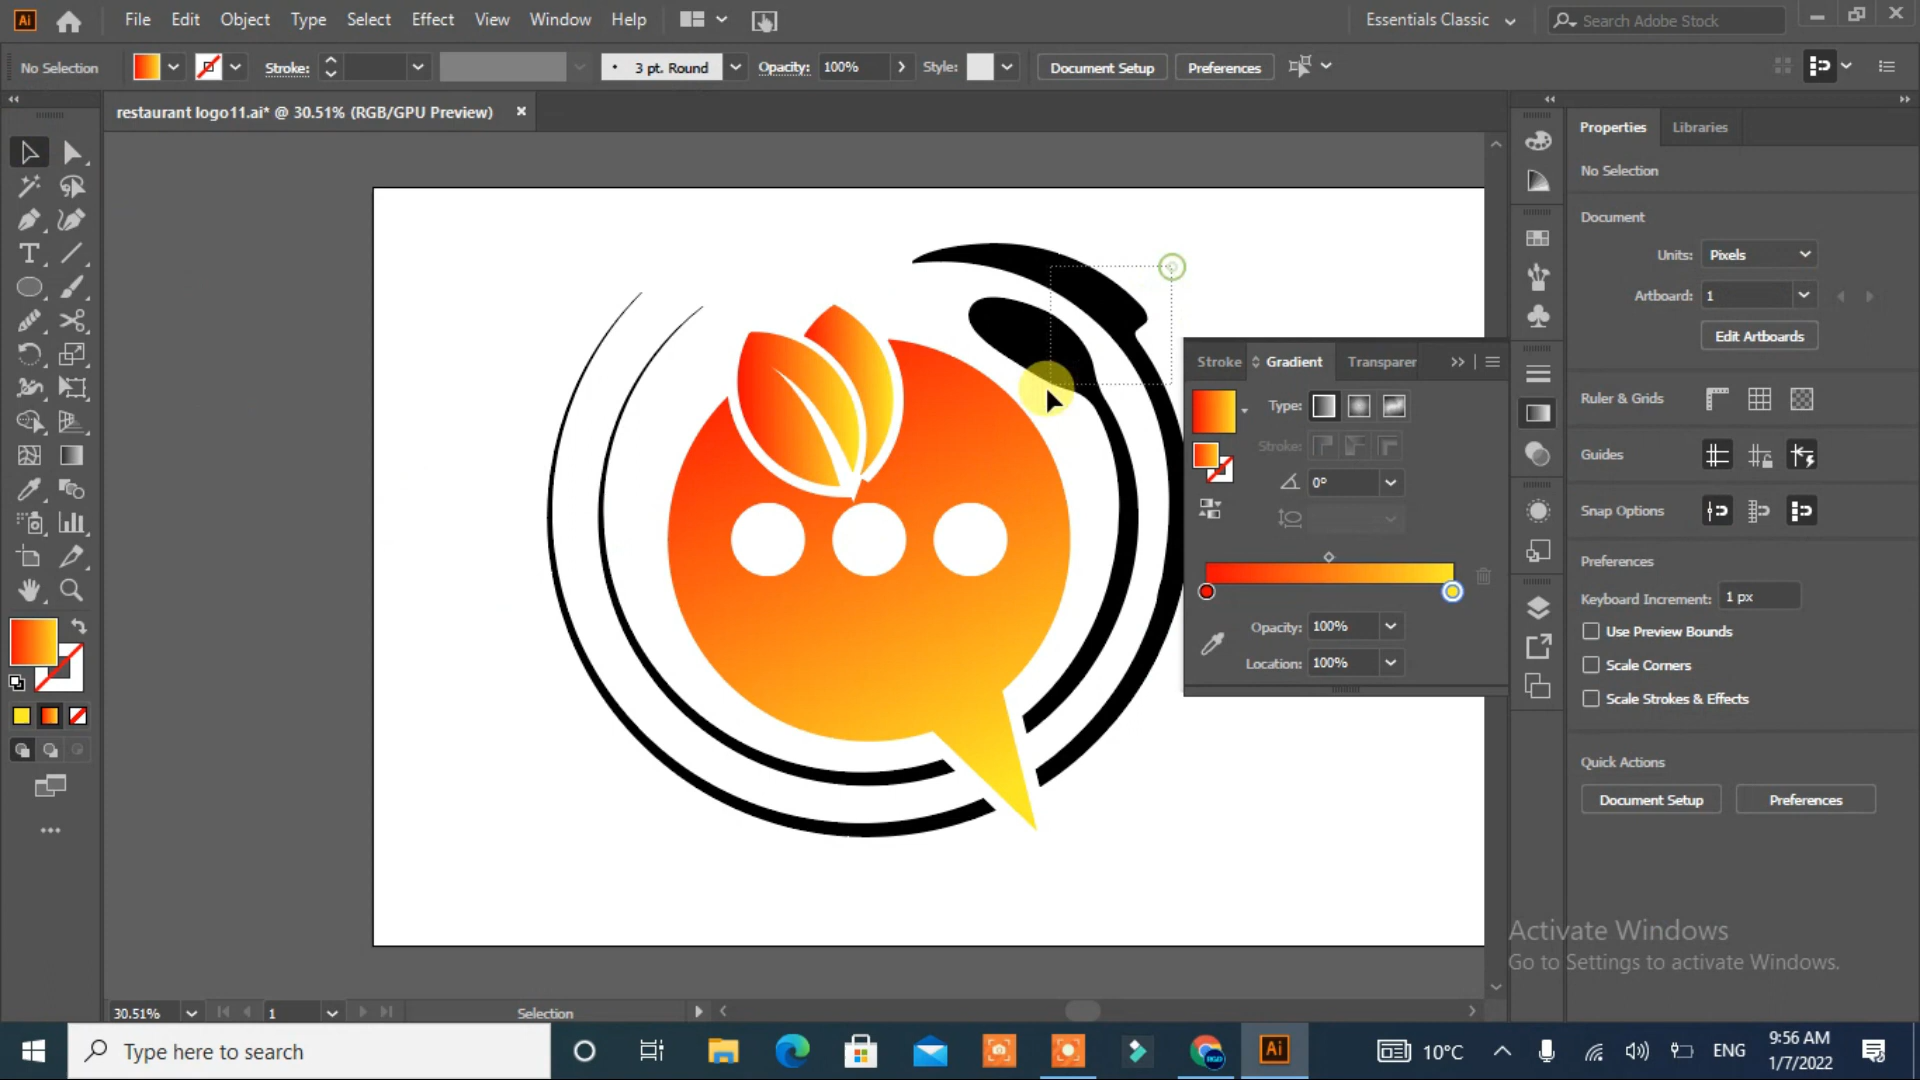 File Edit Object Type Select Effect View Window Help
Essentials Classic
Search Adobe Stock
No Selection
Stroke:
3 pt. Round
Opacity: 100%
Style:
Document Setup
Preferences
restaurant logo11.ai* @ 30.51% (RGB/GPU Preview)
Properties
Libraries
No Selection
Document
Units: Pixels
Artboard: 1
Edit Artboards
Ruler & Grids
Guides
Snap Options
Preferences
Keyboard Increment: 1 px
Use Preview Bounds
Scale Corners
Scale Strokes & Effects
Quick Actions
Document Setup
Preferences
Stroke
Gradient
Transparer
Type:
Stroke:
0°
Opacity: 100%
Location: 100%
Activate Windows
Go to Settings to activate Windows.
30.51%
1
Selection
Type here to search
Ai
10°C
ENG
9:56 AM
1/7/2022